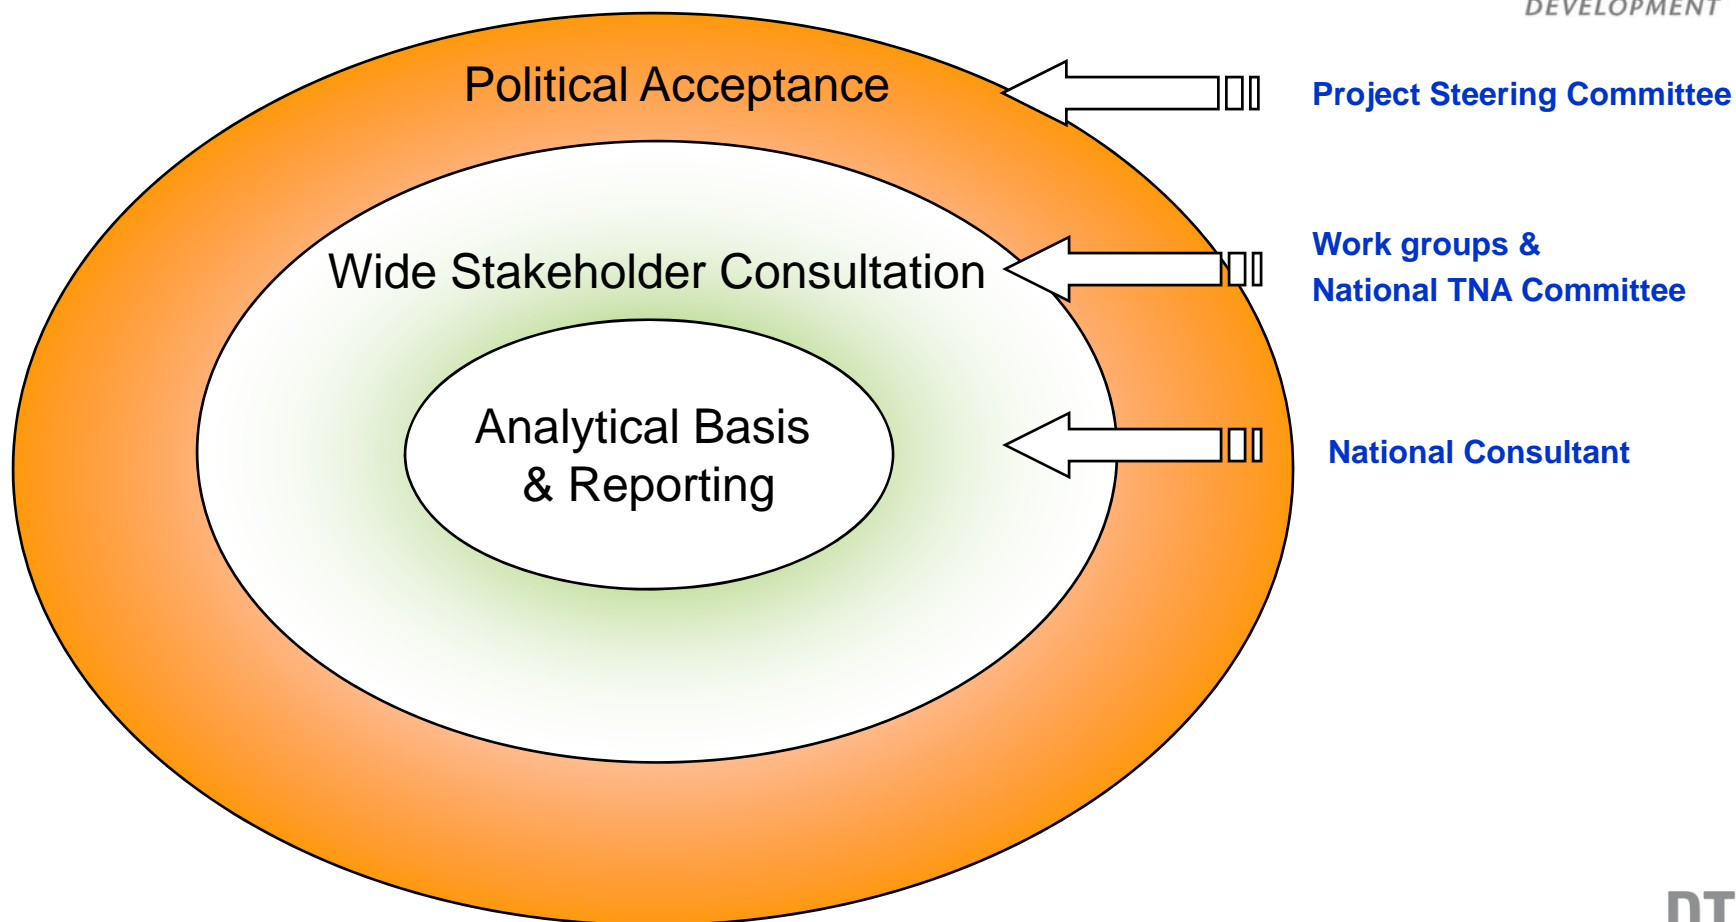 DEVELOPMENT
Political Acceptance
Project Steering Committee
Work groups &
National TNA Committee
Wide Stakeholder Consultation
Analytical Basis
& Reporting
National Consultant
DT